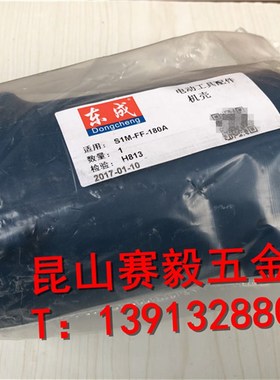 东成
Dongcheng
电动工具配件
机壳
适用： S1M-FF-180A
数量： 1
检验： H813
2017-01-10
昆山赛毅五金
T：139132880